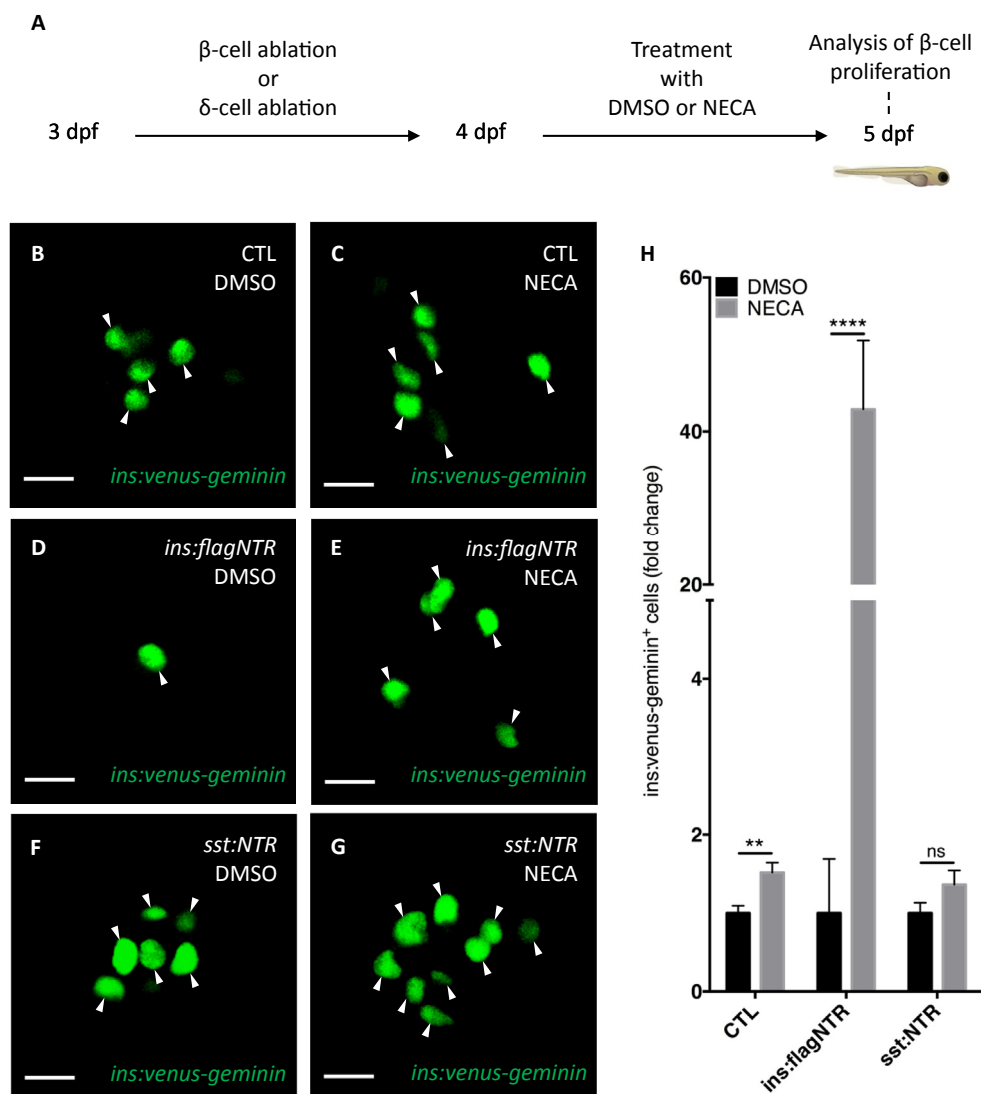 A
β-cell ablation
or
δ-cell ablation
Treatment
with
DMSO or NECA
Analysis of β-cell
proliferation
3 dpf
4 dpf
5 dpf
B
CTL
DMSO
ins:venus-geminin
C
CTL
NECA
ins:venus-geminin
D
ins:flagNTR
DMSO
ins:venus-geminin
E
ins:flagNTR
NECA
ins:venus-geminin
F
sst:NTR
DMSO
ins:venus-geminin
G
sst:NTR
NECA
ins:venus-geminin
H
DMSO
NECA
ins:venus-geminin⁺ cells (fold change)
60
40
20
4
2
0
**
****
ns
CTL
ins:flagNTR
sst:NTR